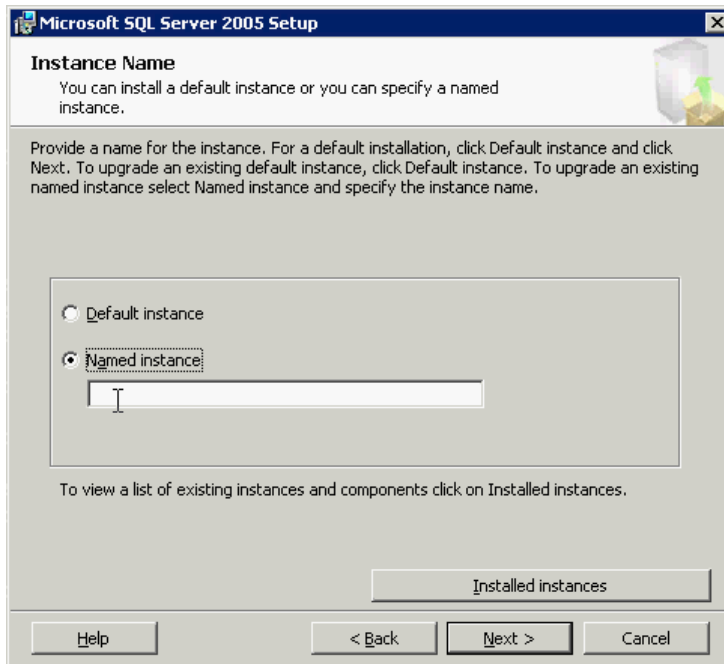 Microsoft SQL Server 2005 Setup
Instance Name
You can install a default instance or you can specify a named
instance.
Provide a name for the instance. For a default installation, click Default instance and click
Next. To upgrade an existing default instance, click Default instance. To upgrade an existing
named instance select Named instance and specify the instance name.
Default instance
Named instance
To view a list of existing instances and components click on Installed instances.
Installed instances
Help
< Back
Next >
Cancel